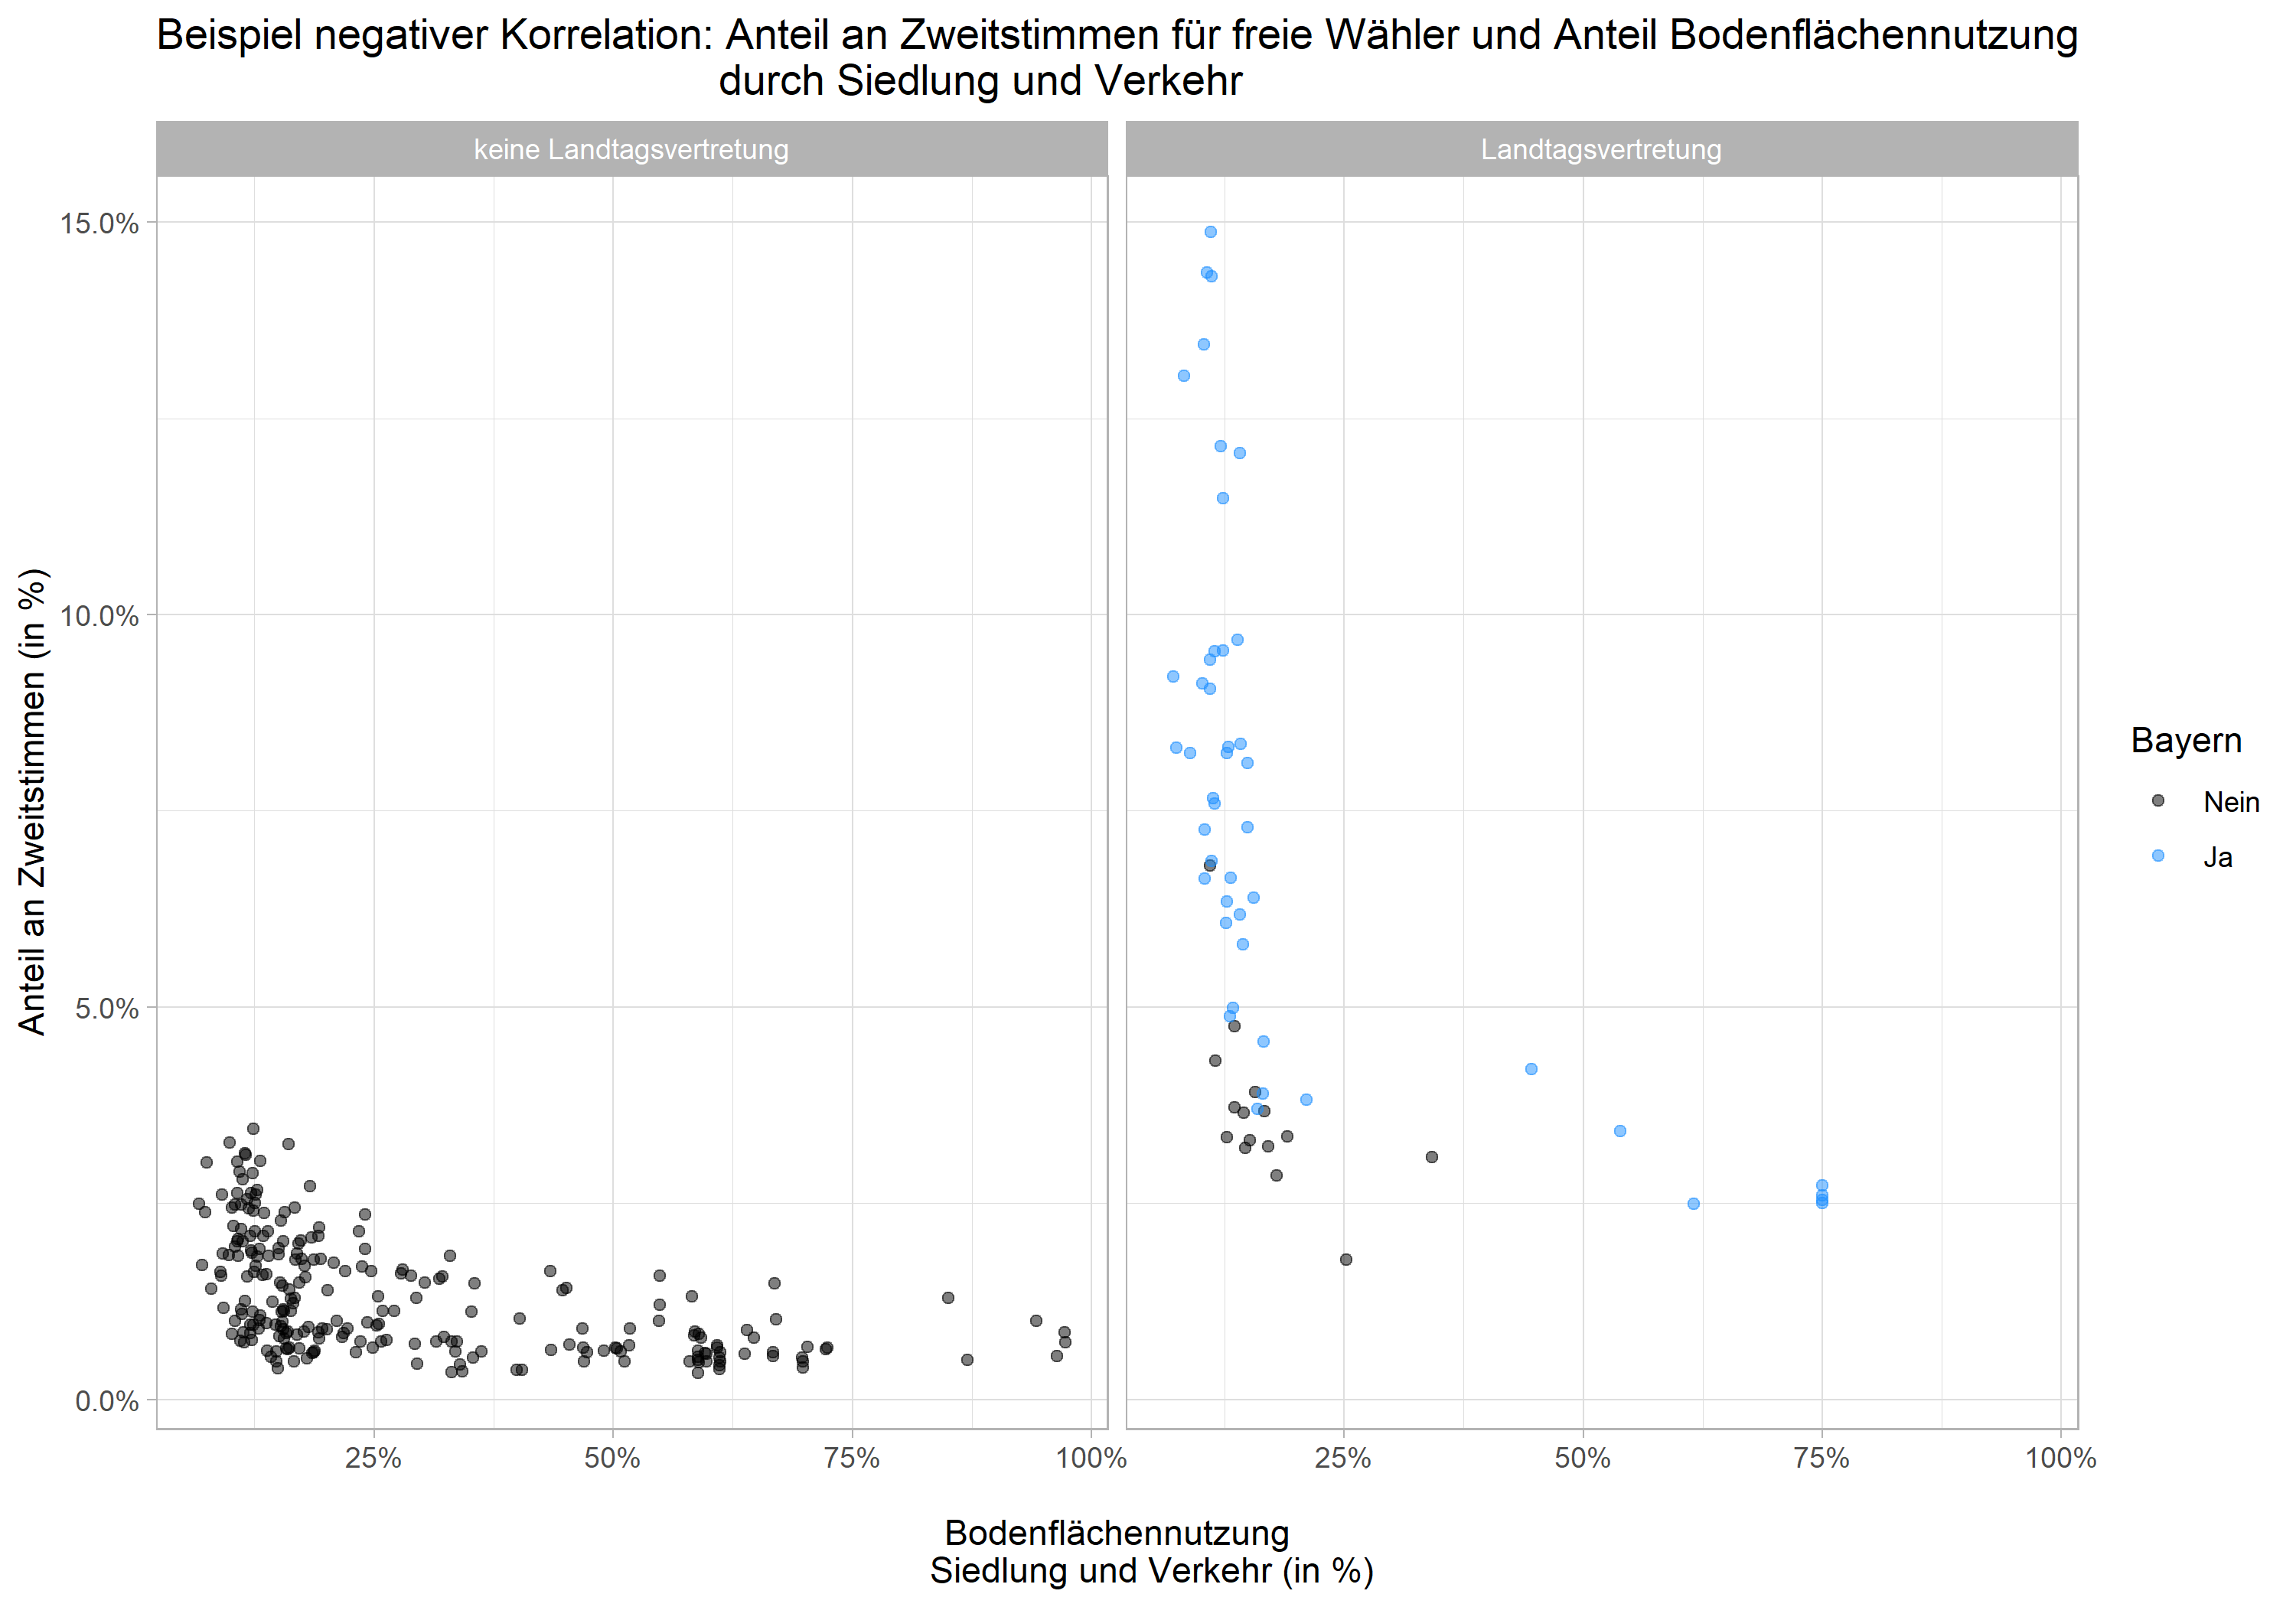 Beispiel negativer Korrelation: Anteil an Zweitstimmen für freie Wähler und Anteil Bodenflächennutzung
durch Siedlung und Verkehr
keine Landtagsvertretung
Landtagsvertretung
15.0%
10.0%
5.0%
0.0%
Anteil an Zweitstimmen (in %)
25%
50%
75%
100%
25%
50%
75%
100%
Bodenflächennutzung
Siedlung und Verkehr (in %)
Bayern
Nein
Ja